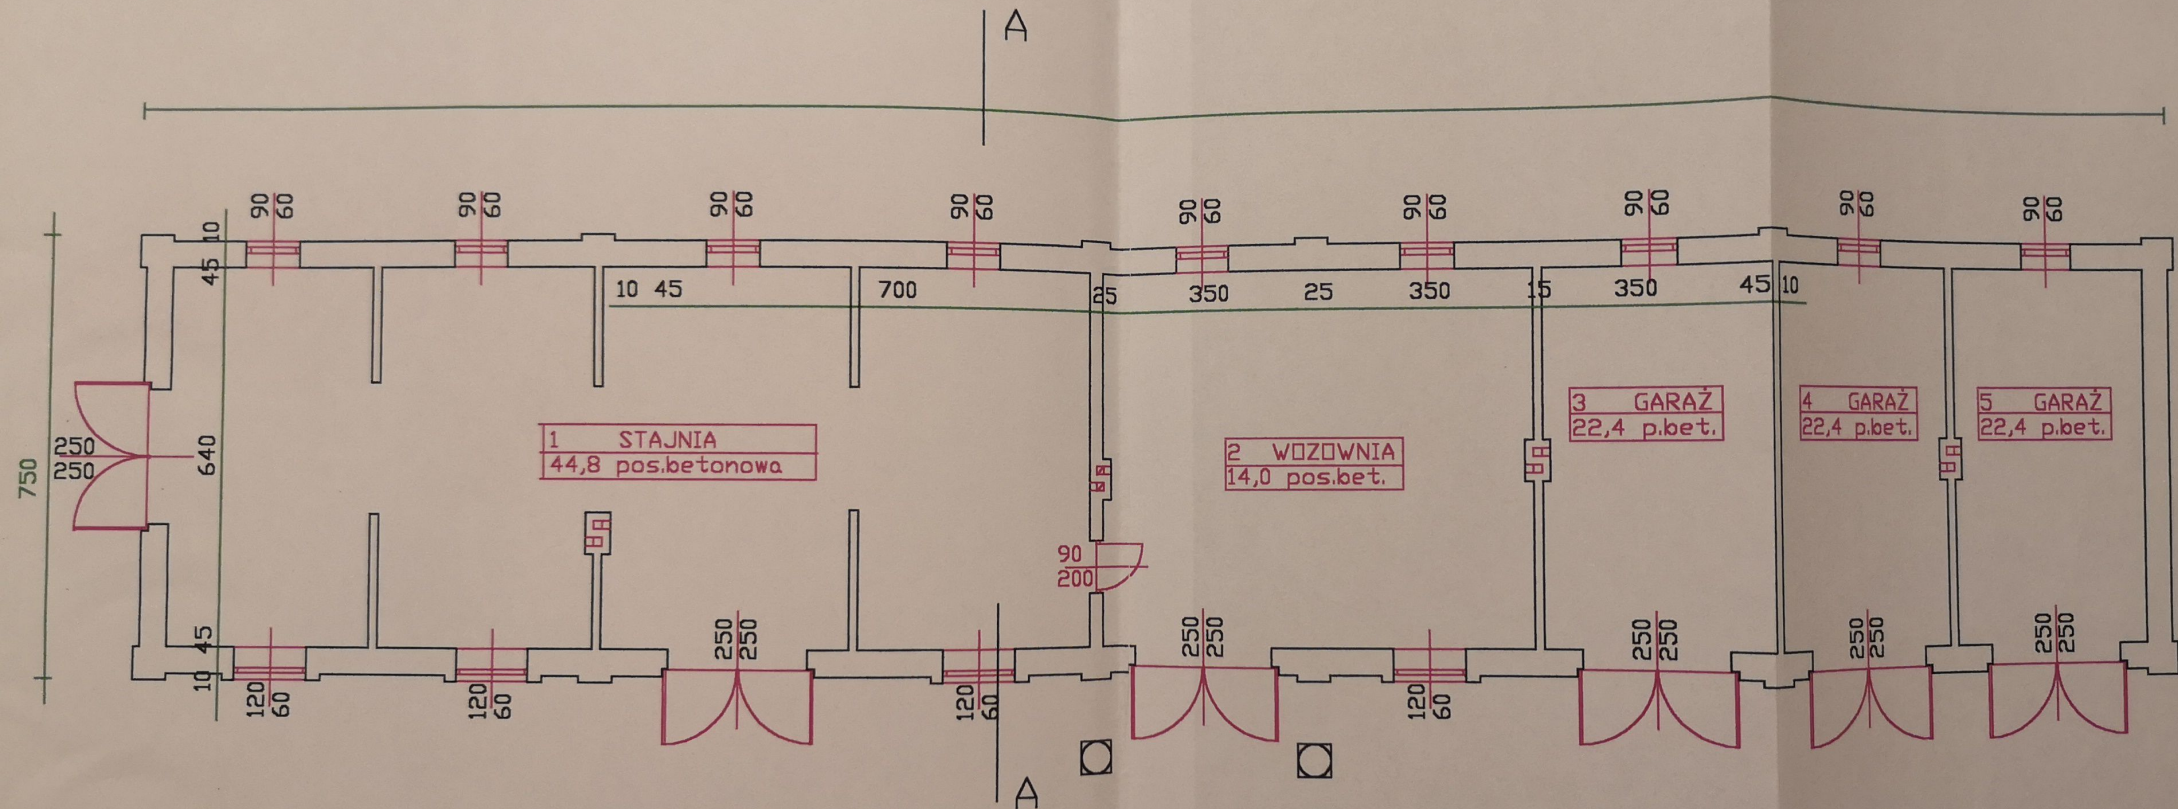 A
90 60
90 60
90 60
90 60
90 60
90 60
90 60
90 60
90 60
10
45
10 45 700 25 350 25 350 15 350 45 10
250
250
640
750
1 STAJNIA
44,8 pos.betonowa
2 WOZOWNIA
14,0 pos.bet.
3 GARAŻ
22,4 p.bet.
4 GARAŻ
22,4 p.bet.
5 GARAŻ
22,4 p.bet.
90
200
45
10
250 250
250 250
250 250
250 250
250 250
120 60
120 60
120 60
120 60
A